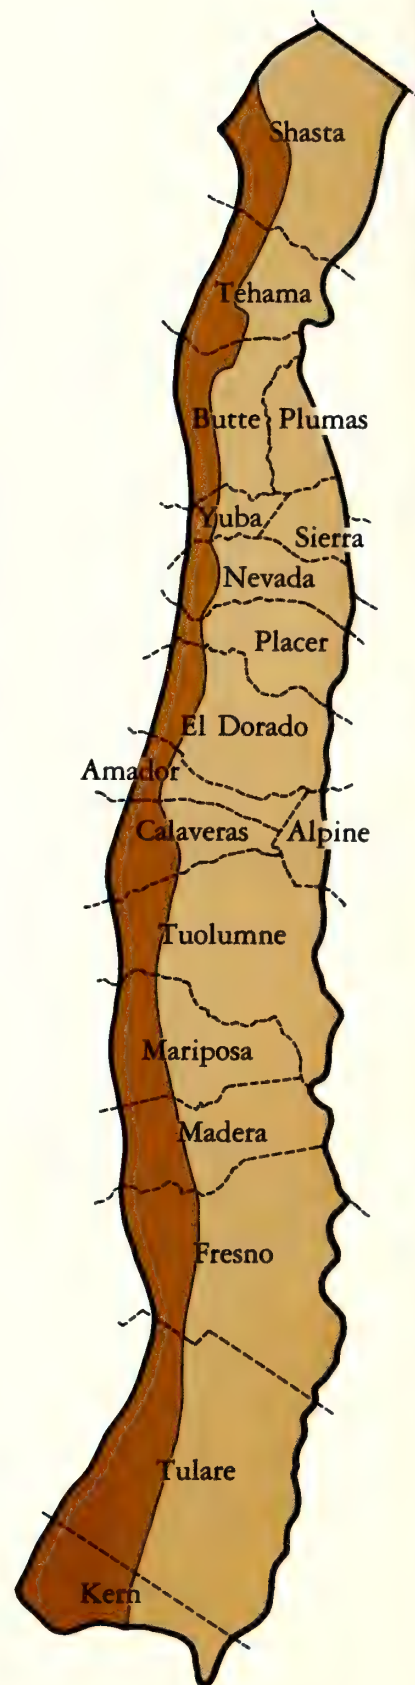 Shasta
Tehama
Butte Plumas
Yuba
Sierra
Nevada
Placer
El Dorado
Amador
Calaveras Alpine
Tuolumne
Mariposa
Madera
Fresno
Tulare
Kern